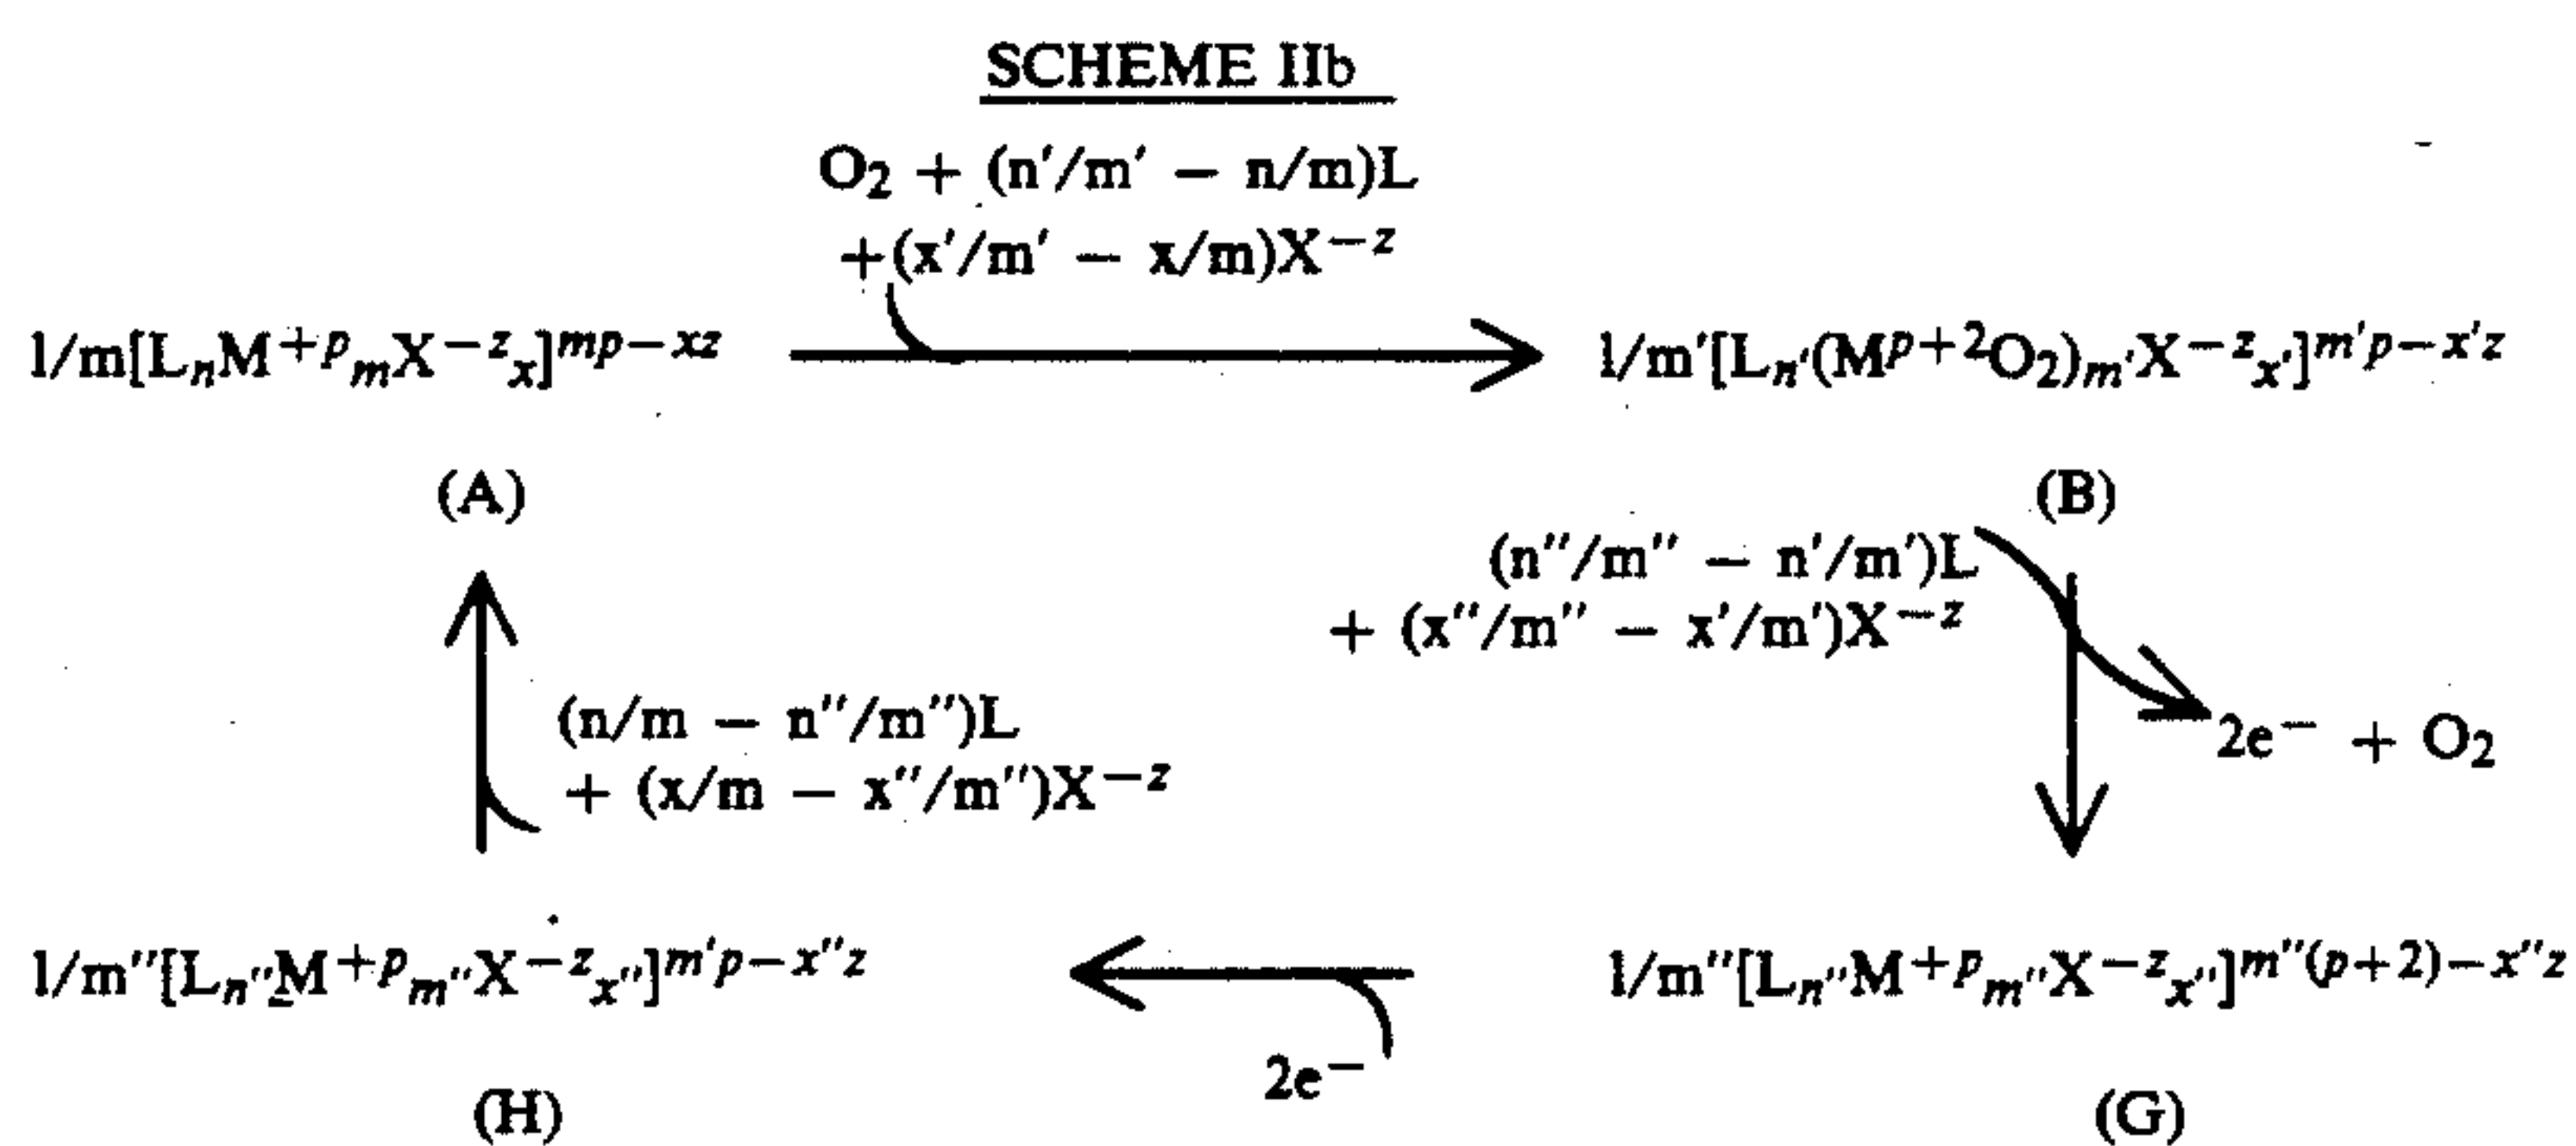 SCHEME IIb
O₂ + (n′/m′ − n/m)L
+(x′/m′ − x/m)X⁻ᶻ
l/m[LₙM⁺ᵖₘX⁻ᶻₓ]ᵐᵖ⁻ˣᶻ
l/m′[Lₙ′(Mᵖ⁺²O₂)ₘ′X⁻ᶻₓ′]ᵐ′ᵖ⁻ˣ′ᶻ
(A)
(B)
(n″/m″ − n′/m′)L
+ (x″/m″ − x′/m′)X⁻ᶻ
2e⁻ + O₂
(n/m − n″/m″)L
+ (x/m − x″/m″)X⁻ᶻ
l/m″[Lₙ″M⁺ᵖₘ″X⁻ᶻₓ″]ᵐ′ᵖ⁻ˣ″ᶻ
l/m″[Lₙ″M⁺ᵖₘ″X⁻ᶻₓ″]ᵐ″⁽ᵖ⁺²⁾⁻ˣ″ᶻ
2e⁻
(H)
(G)